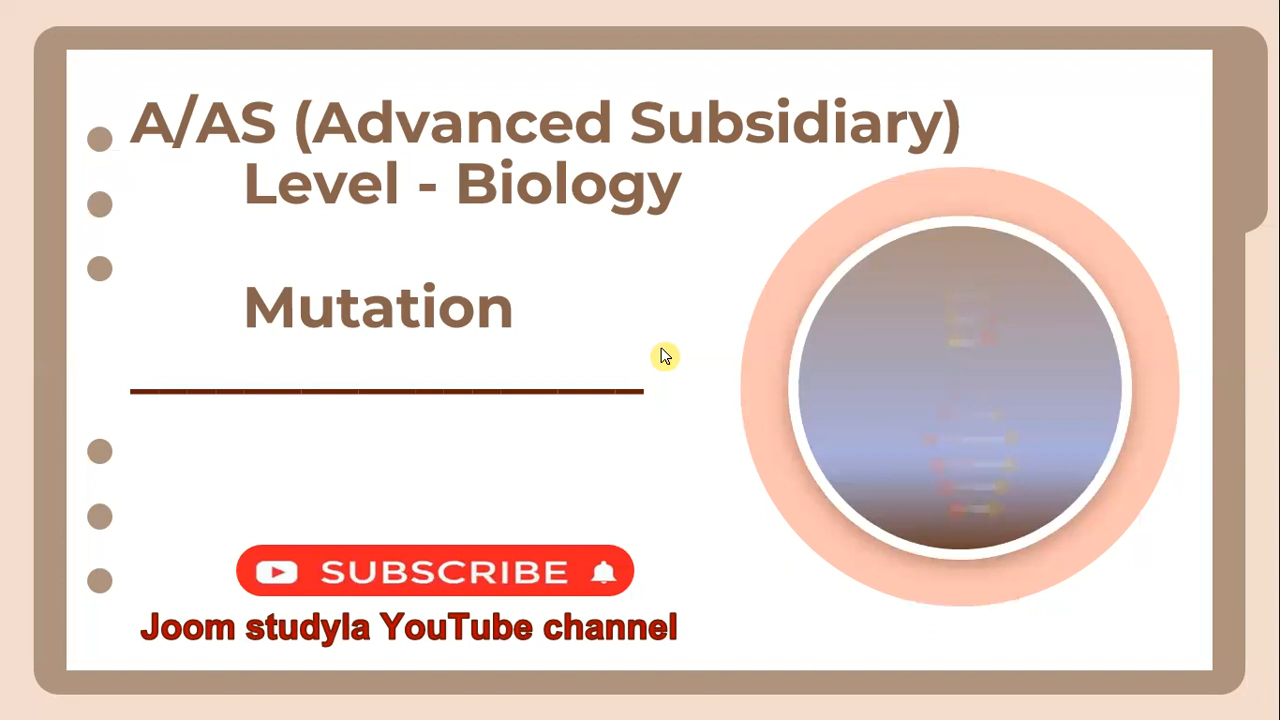 A/AS (Advanced Subsidiary)
Level - Biology
Mutation
SUBSCRIBE
Joom studyla YouTube channel